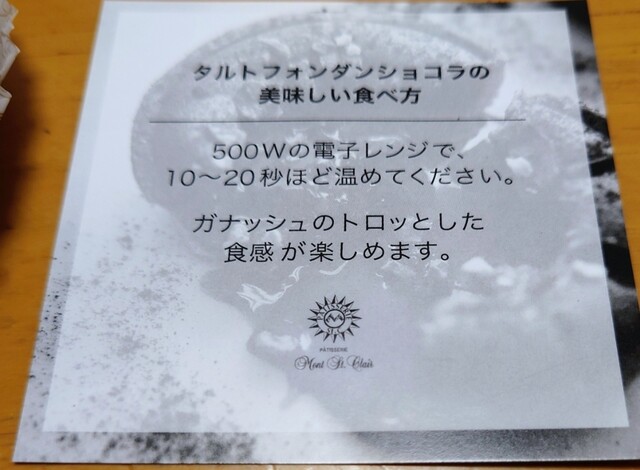 タルトフォンダンショコラの
美味しい食べ方
500Wの電子レンジで、
10～20秒ほど温めてください。
ガナッシュのトロッとした
食感が楽しめます。
PATISSERIE
Mont St. Clair